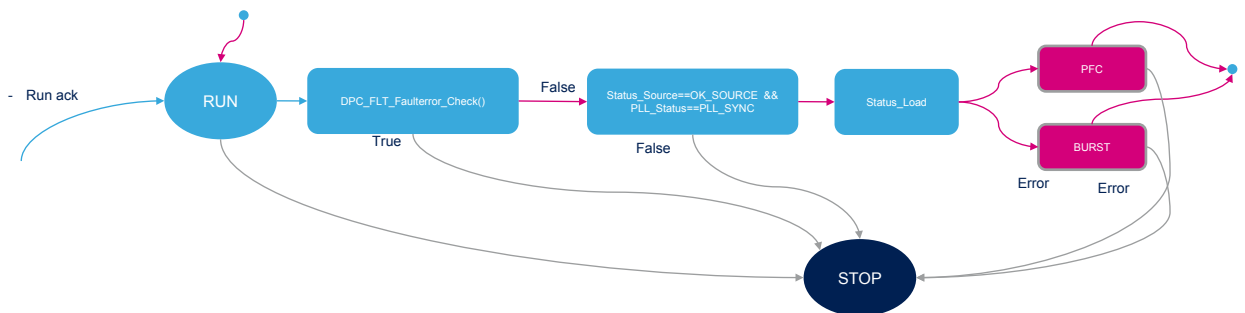 - Run ack
RUN
DPC_FLT_Faulterror_Check()
False
True
Status_Source==OK_SOURCE &&
PLL_Status==PLL_SYNC
False
Status_Load
PFC
BURST
Error
Error
STOP